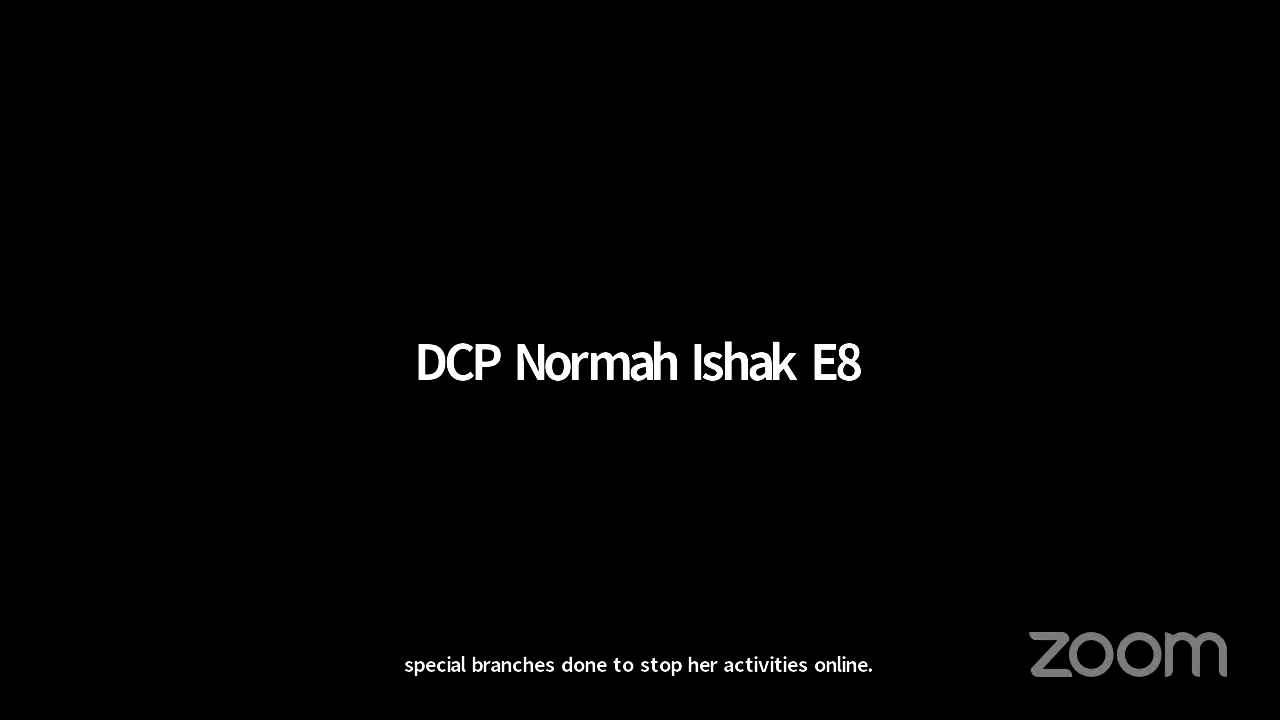 DCP Normah Ishak E8
special branches done to stop her activities online.
zoom